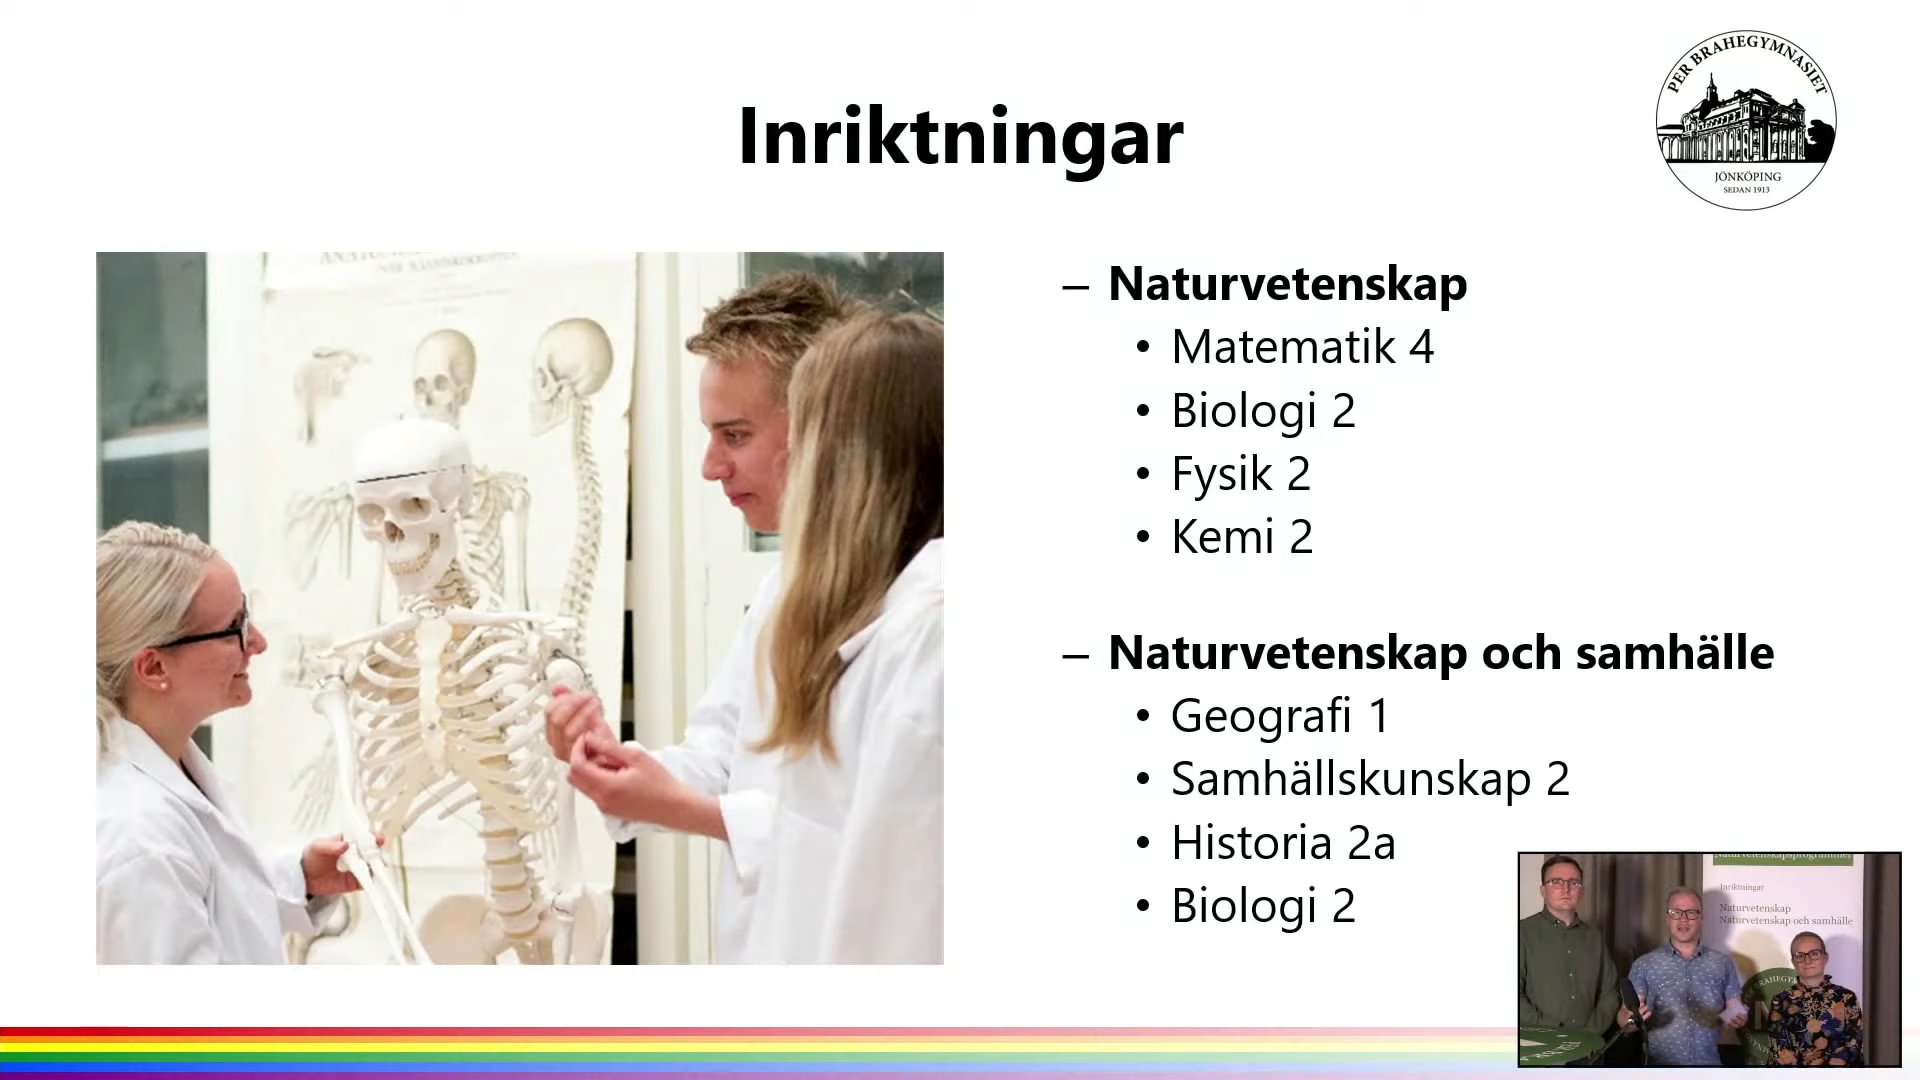 Inriktningar
PER BRAHEGYMNASIET
JÖNKÖPING
SEDAN 1913
– Naturvetenskap
• Matematik 4
• Biologi 2
• Fysik 2
• Kemi 2
– Naturvetenskap och samhälle
• Geografi 1
• Samhällskunskap 2
• Historia 2a
• Biologi 2
Naturvetenskapsprogrammet
Inriktningar
Naturvetenskap
Naturvetenskap och samhälle